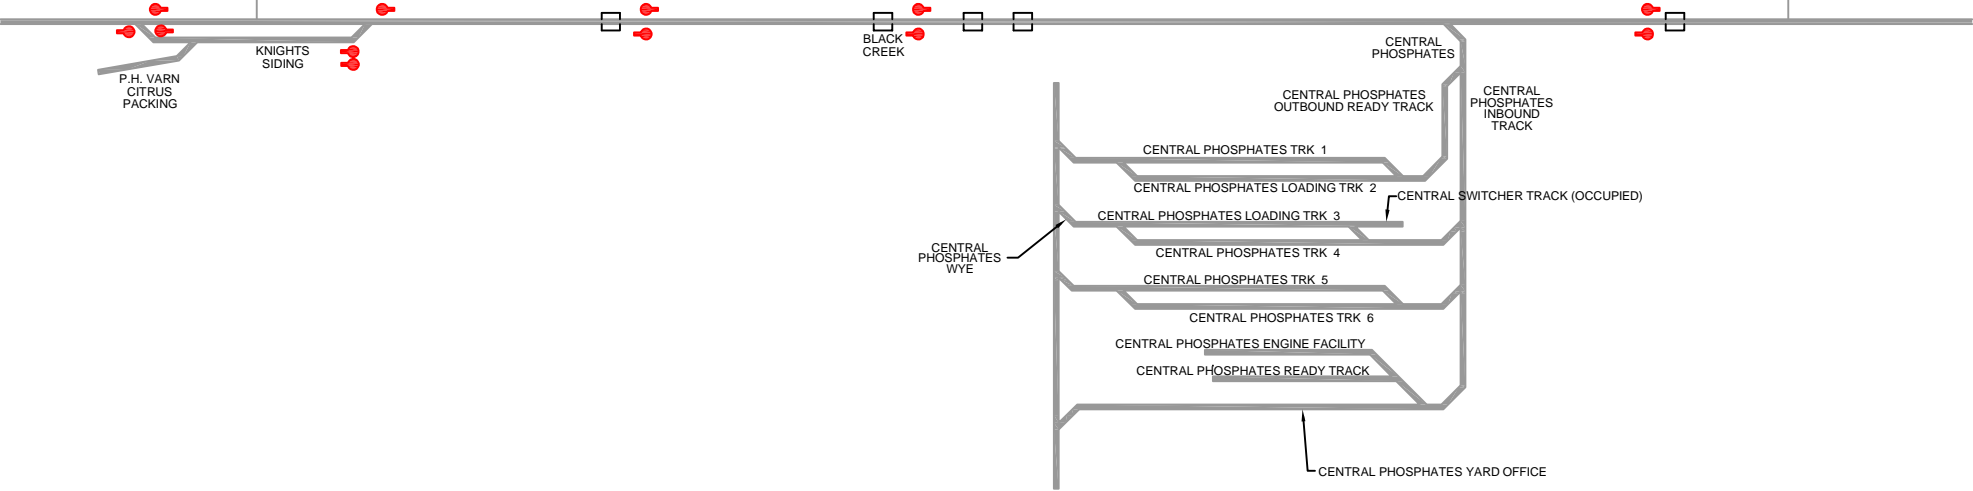 KNIGHTS
SIDING
P.H. VARN
CITRUS
PACKING
BLACK
CREEK
CENTRAL
PHOSPHATES
CENTRAL PHOSPHATES
OUTBOUND READY TRACK
CENTRAL
PHOSPHATES
INBOUND
TRACK
CENTRAL PHOSPHATES TRK 1
CENTRAL PHOSPHATES LOADING TRK 2
CENTRAL SWITCHER TRACK (OCCUPIED)
CENTRAL PHOSPHATES LOADING TRK 3
CENTRAL
PHOSPHATES
WYE
CENTRAL PHOSPHATES TRK 4
CENTRAL PHOSPHATES TRK 5
CENTRAL PHOSPHATES TRK 6
CENTRAL PHOSPHATES ENGINE FACILITY
CENTRAL PHOSPHATES READY TRACK
CENTRAL PHOSPHATES YARD OFFICE